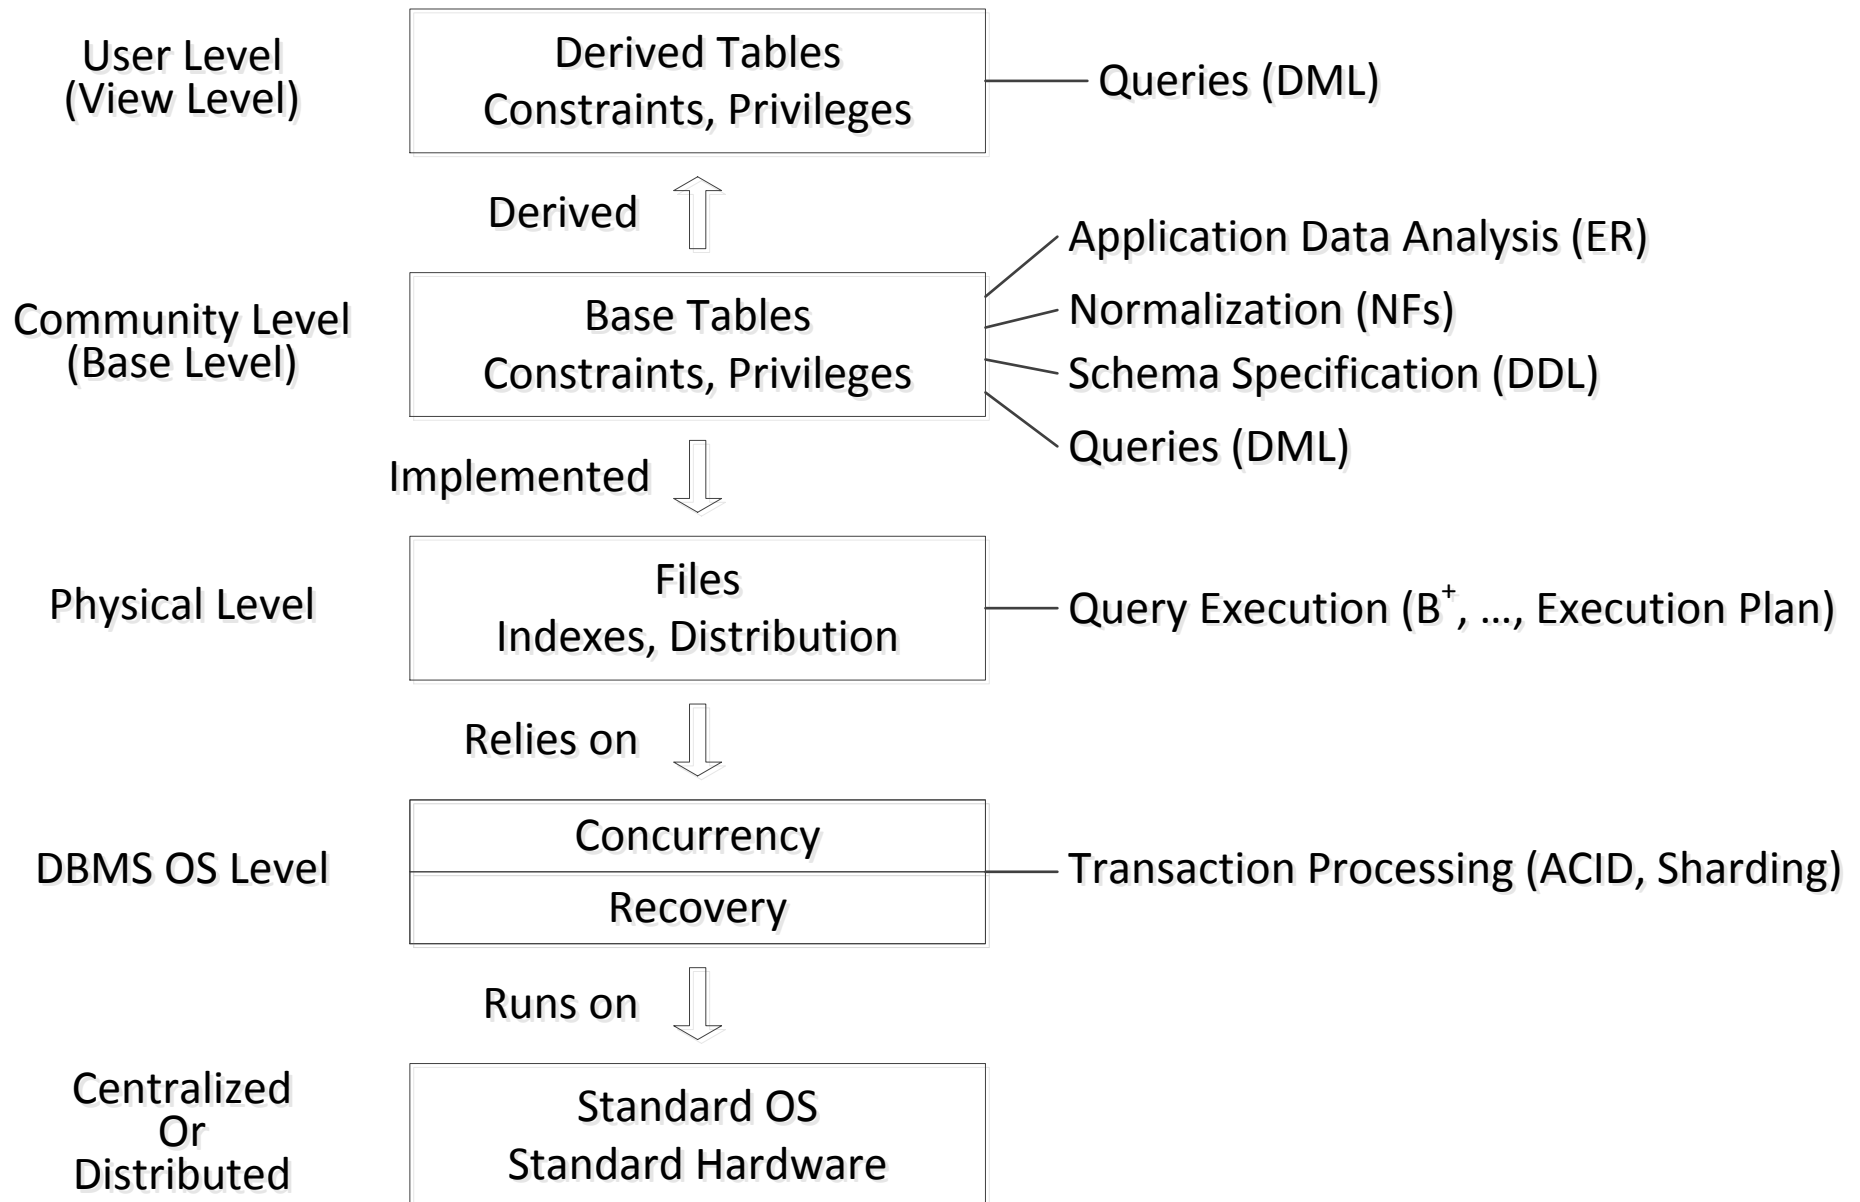 User Level
(View Level)
Derived Tables
Constraints, Privileges
Queries (DML)
Derived
Community Level
(Base Level)
Base Tables
Constraints, Privileges
Application Data Analysis (ER)
Normalization (NFs)
Schema Specification (DDL)
Queries (DML)
Implemented
Physical Level
Files
Indexes, Distribution
Query Execution (B⁺, ..., Execution Plan)
Relies on
DBMS OS Level
Concurrency
Recovery
Transaction Processing (ACID, Sharding)
Runs on
Centralized
Or
Distributed
Standard OS
Standard Hardware